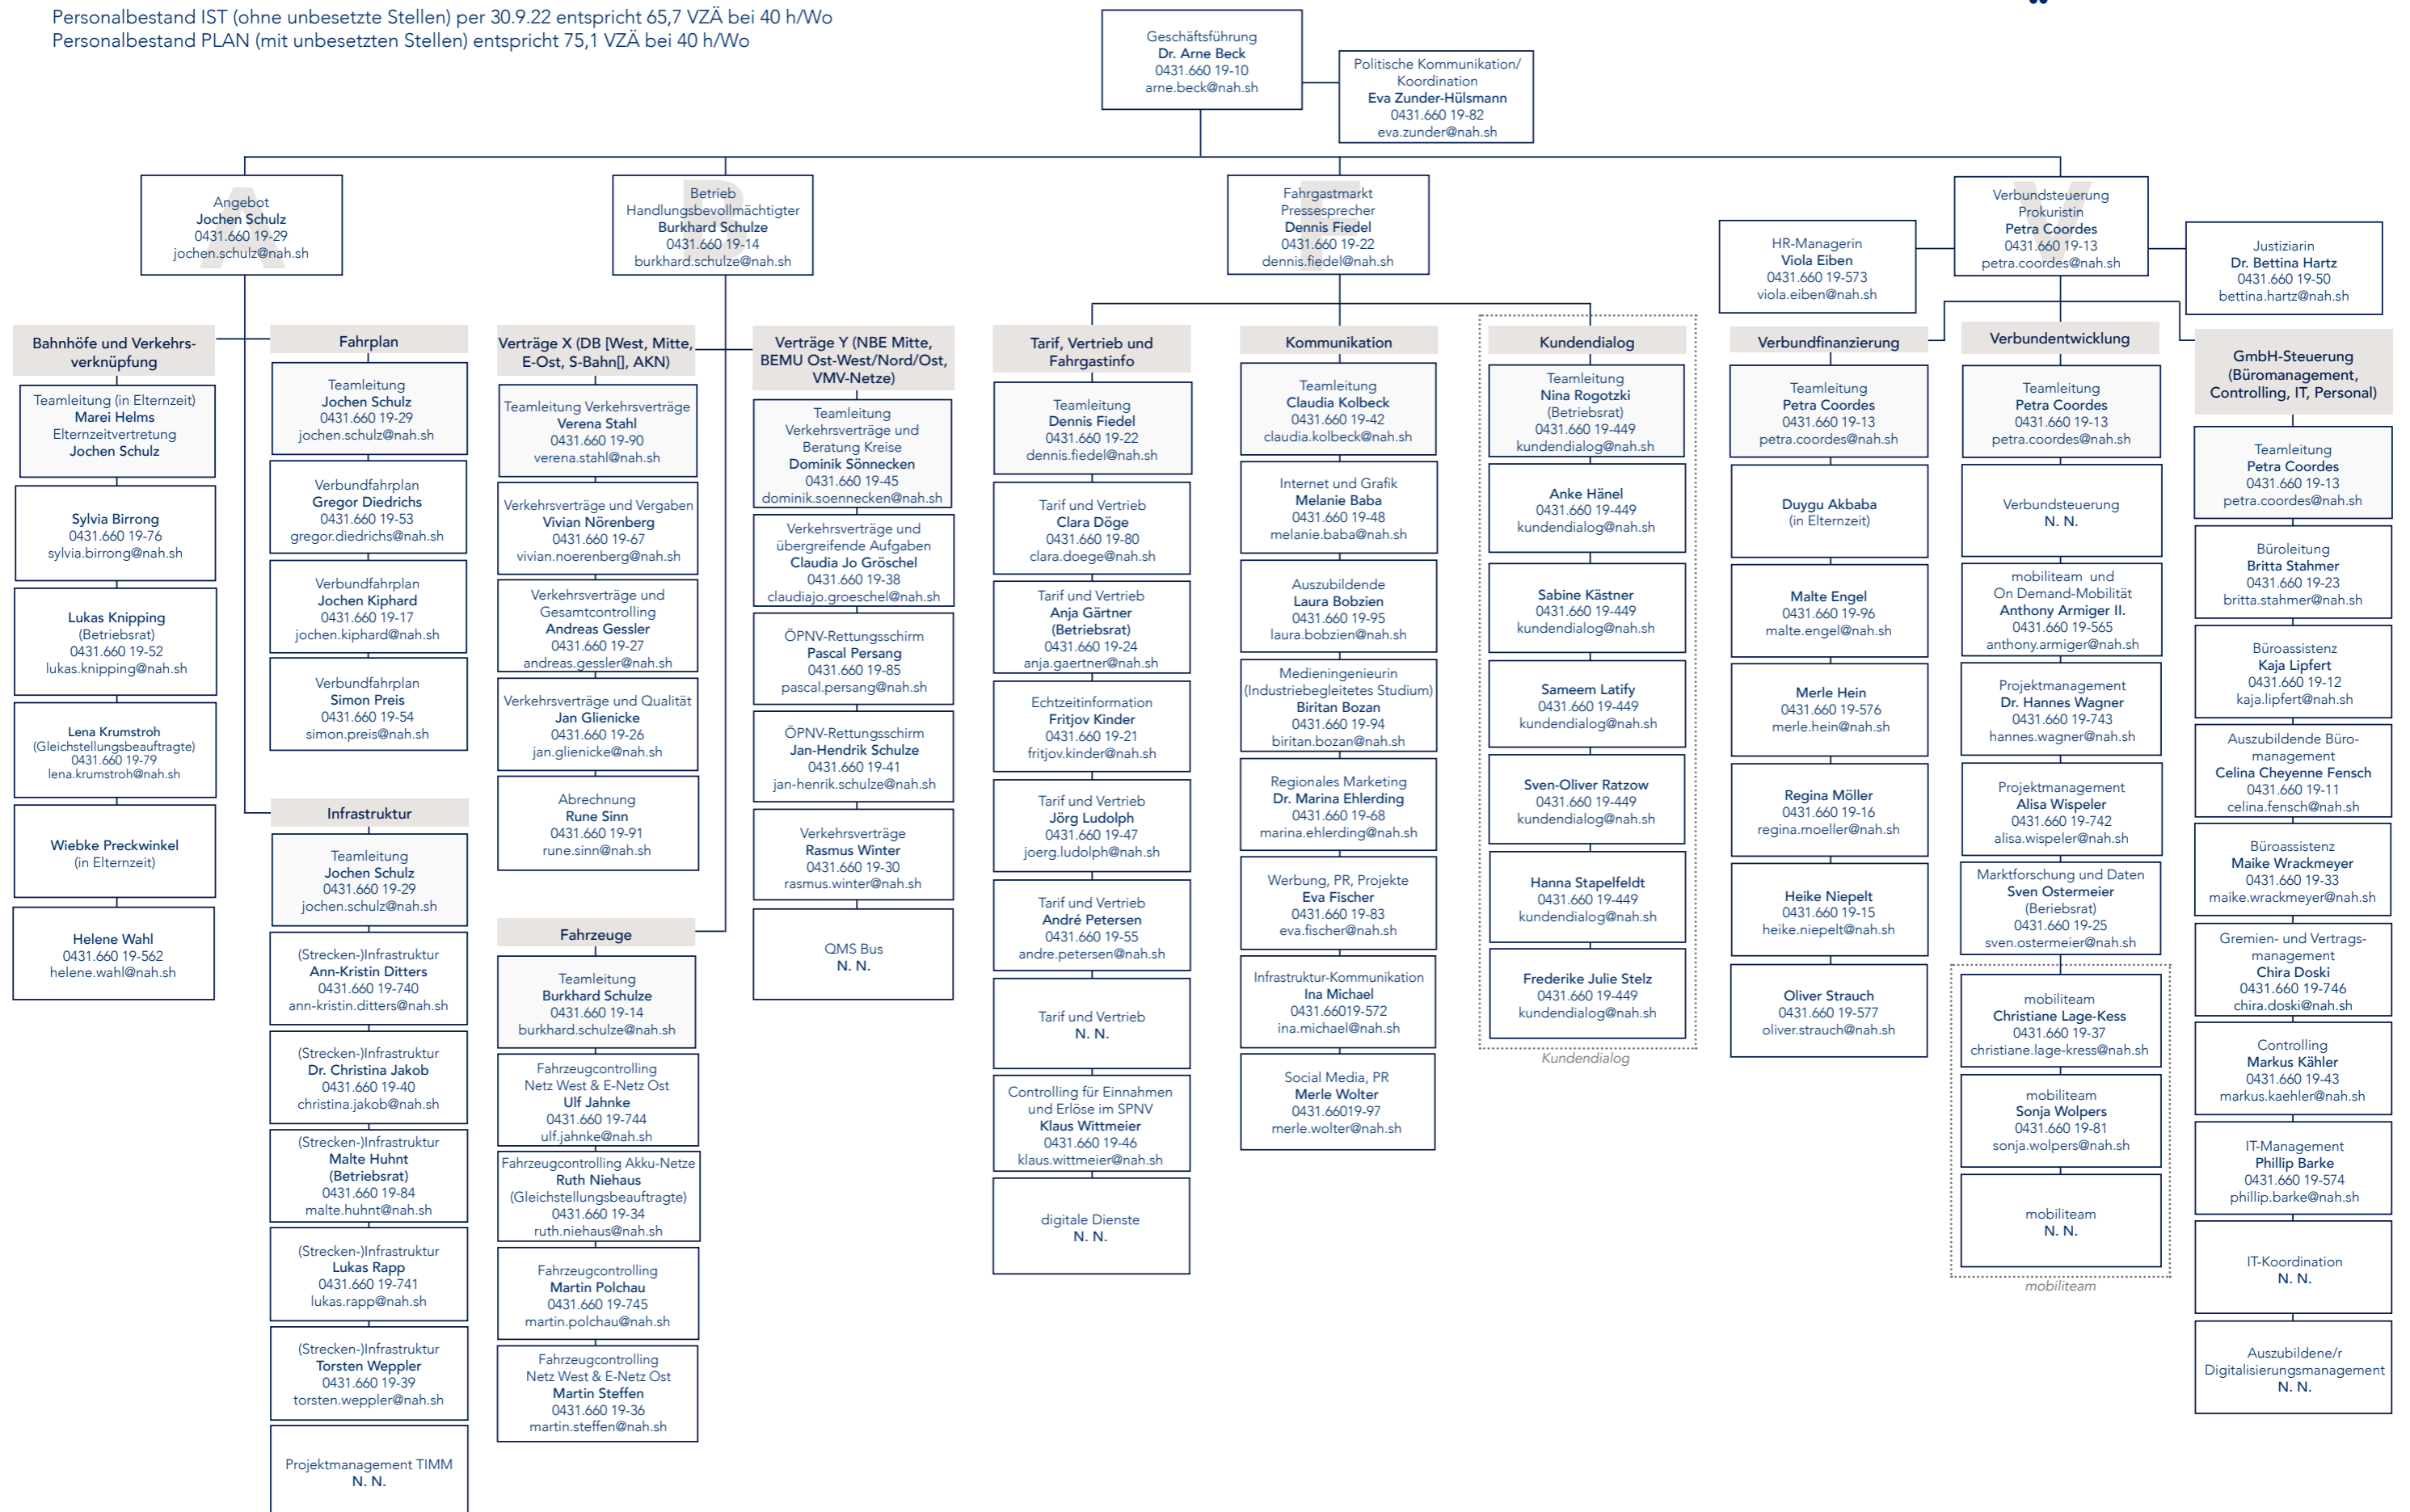 Personalbestand IST (ohne unbesetzte Stellen) per 30.9.22 entspricht 65,7 VZÄ bei 40 h/Wo
Personalbestand PLAN (mit unbesetzten Stellen) entspricht 75,1 VZÄ bei 40 h/Wo
Geschäftsführung
Dr. Arne Beck
0431.660 19-10
arne.beck@nah.sh
Politische Kommunikation/
Koordination
Eva Zunder-Hülsmann
0431.660 19-82
eva.zunder@nah.sh
A
Angebot
Jochen Schulz
0431.660 19-29
jochen.schulz@nah.sh
B
Betrieb
Handlungsbevollmächtigter
Burkhard Schulze
0431.660 19-14
burkhard.schulze@nah.sh
F
Fahrgastmarkt
Pressesprecher
Dennis Fiedel
0431.660 19-22
dennis.fiedel@nah.sh
HR-Managerin
Viola Eiben
0431.660 19-573
viola.eiben@nah.sh
V
Verbundsteuerung
Prokuristin
Petra Coordes
0431.660 19-13
petra.coordes@nah.sh
Justiziarin
Dr. Bettina Hartz
0431.660 19-50
bettina.hartz@nah.sh
Bahnhöfe und Verkehrs-
verknüpfung
Teamleitung (in Elternzeit)
Marei Helms
Elternzeitvertretung
Jochen Schulz
Sylvia Birrong
0431.660 19-76
sylvia.birrong@nah.sh
Lukas Knipping
(Betriebsrat)
0431.660 19-52
lukas.knipping@nah.sh
Lena Krumstroh
(Gleichstellungsbeauftragte)
0431.660 19-79
lena.krumstroh@nah.sh
Wiebke Preckwinkel
(in Elternzeit)
Helene Wahl
0431.660 19-562
helene.wahl@nah.sh
Fahrplan
Teamleitung
Jochen Schulz
0431.660 19-29
jochen.schulz@nah.sh
Verbundfahrplan
Gregor Diedrichs
0431.660 19-53
gregor.diedrichs@nah.sh
Verbundfahrplan
Jochen Kiphard
0431.660 19-17
jochen.kiphard@nah.sh
Verbundfahrplan
Simon Preis
0431.660 19-54
simon.preis@nah.sh
Infrastruktur
Teamleitung
Jochen Schulz
0431.660 19-29
jochen.schulz@nah.sh
(Strecken-)Infrastruktur
Ann-Kristin Ditters
0431.660 19-740
ann-kristin.ditters@nah.sh
(Strecken-)Infrastruktur
Dr. Christina Jakob
0431.660 19-40
christina.jakob@nah.sh
(Strecken-)Infrastruktur
Malte Huhnt
(Betriebsrat)
0431.660 19-84
malte.huhnt@nah.sh
(Strecken-)Infrastruktur
Lukas Rapp
0431.660 19-741
lukas.rapp@nah.sh
(Strecken-)Infrastruktur
Torsten Weppler
0431.660 19-39
torsten.weppler@nah.sh
Projektmanagement TIMM
N. N.
Verträge X (DB [West, Mitte,
E-Ost, S-Bahn[], AKN)
Teamleitung Verkehrsverträge
Verena Stahl
0431.660 19-90
verena.stahl@nah.sh
Verkehrsverträge und Vergaben
Vivian Nörenberg
0431.660 19-67
vivian.noerenberg@nah.sh
Verkehrsverträge und
Gesamtcontrolling
Andreas Gessler
0431.660 19-27
andreas.gessler@nah.sh
Verkehrsverträge und Qualität
Jan Glienicke
0431.660 19-26
jan.glienicke@nah.sh
Abrechnung
Rune Sinn
0431.660 19-91
rune.sinn@nah.sh
Fahrzeuge
Teamleitung
Burkhard Schulze
0431.660 19-14
burkhard.schulze@nah.sh
Fahrzeugcontrolling
Netz West & E-Netz Ost
Ulf Jahnke
0431.660 19-744
ulf.jahnke@nah.sh
Fahrzeugcontrolling Akku-Netze
Ruth Niehaus
(Gleichstellungsbeauftragte)
0431.660 19-34
ruth.niehaus@nah.sh
Fahrzeugcontrolling
Martin Polchau
0431.660 19-745
martin.polchau@nah.sh
Fahrzeugcontrolling
Netz West & E-Netz Ost
Martin Steffen
0431.660 19-36
martin.steffen@nah.sh
Verträge Y (NBE Mitte,
BEMU Ost-West/Nord/Ost,
VMV-Netze)
Teamleitung
Verkehrsverträge und
Beratung Kreise
Dominik Sönnecken
0431.660 19-45
dominik.soennecken@nah.sh
Verkehrsverträge und
übergreifende Aufgaben
Claudia Jo Gröschel
0431.660 19-38
claudiajo.groeschel@nah.sh
ÖPNV-Rettungsschirm
Pascal Persang
0431.660 19-85
pascal.persang@nah.sh
ÖPNV-Rettungsschirm
Jan-Hendrik Schulze
0431.660 19-41
jan-henrik.schulze@nah.sh
Verkehrsverträge
Rasmus Winter
0431.660 19-30
rasmus.winter@nah.sh
QMS Bus
N. N.
Tarif, Vertrieb und
Fahrgastinfo
Teamleitung
Dennis Fiedel
0431.660 19-22
dennis.fiedel@nah.sh
Tarif und Vertrieb
Clara Döge
0431.660 19-80
clara.doege@nah.sh
Tarif und Vertrieb
Anja Gärtner
(Betriebsrat)
0431.660 19-24
anja.gaertner@nah.sh
Echtzeitinformation
Fritjov Kinder
0431.660 19-21
fritjov.kinder@nah.sh
Tarif und Vertrieb
Jörg Ludolph
0431.660 19-47
joerg.ludolph@nah.sh
Tarif und Vertrieb
André Petersen
0431.660 19-55
andre.petersen@nah.sh
Tarif und Vertrieb
N. N.
Controlling für Einnahmen
und Erlöse im SPNV
Klaus Wittmeier
0431.660 19-46
klaus.wittmeier@nah.sh
digitale Dienste
N. N.
Kommunikation
Teamleitung
Claudia Kolbeck
0431.660 19-42
claudia.kolbeck@nah.sh
Internet und Grafik
Melanie Baba
0431.660 19-48
melanie.baba@nah.sh
Auszubildende
Laura Bobzien
0431.660 19-95
laura.bobzien@nah.sh
Medieningenieurin
(Industriebegleitetes Studium)
Biritan Bozan
0431.660 19-94
biritan.bozan@nah.sh
Regionales Marketing
Dr. Marina Ehlerding
0431.660 19-68
marina.ehlerding@nah.sh
Werbung, PR, Projekte
Eva Fischer
0431.660 19-83
eva.fischer@nah.sh
Infrastruktur-Kommunikation
Ina Michael
0431.66019-572
ina.michael@nah.sh
Social Media, PR
Merle Wolter
0431.66019-97
merle.wolter@nah.sh
Kundendialog
Teamleitung
Nina Rogotzki
(Betriebsrat)
0431.660 19-449
kundendialog@nah.sh
Anke Hänel
0431.660 19-449
kundendialog@nah.sh
Sabine Kästner
0431.660 19-449
kundendialog@nah.sh
Sameem Latify
0431.660 19-449
kundendialog@nah.sh
Sven-Oliver Ratzow
0431.660 19-449
kundendialog@nah.sh
Hanna Stapelfeldt
0431.660 19-449
kundendialog@nah.sh
Frederike Julie Stelz
0431.660 19-449
kundendialog@nah.sh
Kundendialog
Verbundfinanzierung
Teamleitung
Petra Coordes
0431.660 19-13
petra.coordes@nah.sh
Duygu Akbaba
(in Elternzeit)
Malte Engel
0431.660 19-96
malte.engel@nah.sh
Merle Hein
0431.660 19-576
merle.hein@nah.sh
Regina Möller
0431.660 19-16
regina.moeller@nah.sh
Heike Niepelt
0431.660 19-15
heike.niepelt@nah.sh
Oliver Strauch
0431.660 19-577
oliver.strauch@nah.sh
Verbundentwicklung
Teamleitung
Petra Coordes
0431.660 19-13
petra.coordes@nah.sh
Verbundsteuerung
N. N.
mobiliteam und
On Demand-Mobilität
Anthony Armiger II.
0431.660 19-565
anthony.armiger@nah.sh
Projektmanagement
Dr. Hannes Wagner
0431.660 19-743
hannes.wagner@nah.sh
Projektmanagement
Alisa Wispeler
0431.660 19-742
alisa.wispeler@nah.sh
Marktforschung und Daten
Sven Ostermeier
(Beriebsrat)
0431.660 19-25
sven.ostermeier@nah.sh
mobiliteam
Christiane Lage-Kess
0431.660 19-37
christiane.lage-kress@nah.sh
mobiliteam
Sonja Wolpers
0431.660 19-81
sonja.wolpers@nah.sh
mobiliteam
N. N.
mobiliteam
GmbH-Steuerung
(Büromanagement,
Controlling, IT, Personal)
Teamleitung
Petra Coordes
0431.660 19-13
petra.coordes@nah.sh
Büroleitung
Britta Stahmer
0431.660 19-23
britta.stahmer@nah.sh
Büroassistenz
Kaja Lipfert
0431.660 19-12
kaja.lipfert@nah.sh
Auszubildende Büro-
management
Celina Cheyenne Fensch
0431.660 19-11
celina.fensch@nah.sh
Büroassistenz
Maike Wrackmeyer
0431.660 19-33
maike.wrackmeyer@nah.sh
Gremien- und Vertrags-
management
Chira Doski
0431.660 19-746
chira.doski@nah.sh
Controlling
Markus Kähler
0431.660 19-43
markus.kaehler@nah.sh
IT-Management
Phillip Barke
0431.660 19-574
phillip.barke@nah.sh
IT-Koordination
N. N.
Auszubildene/r
Digitalisierungsmanagement
N. N.